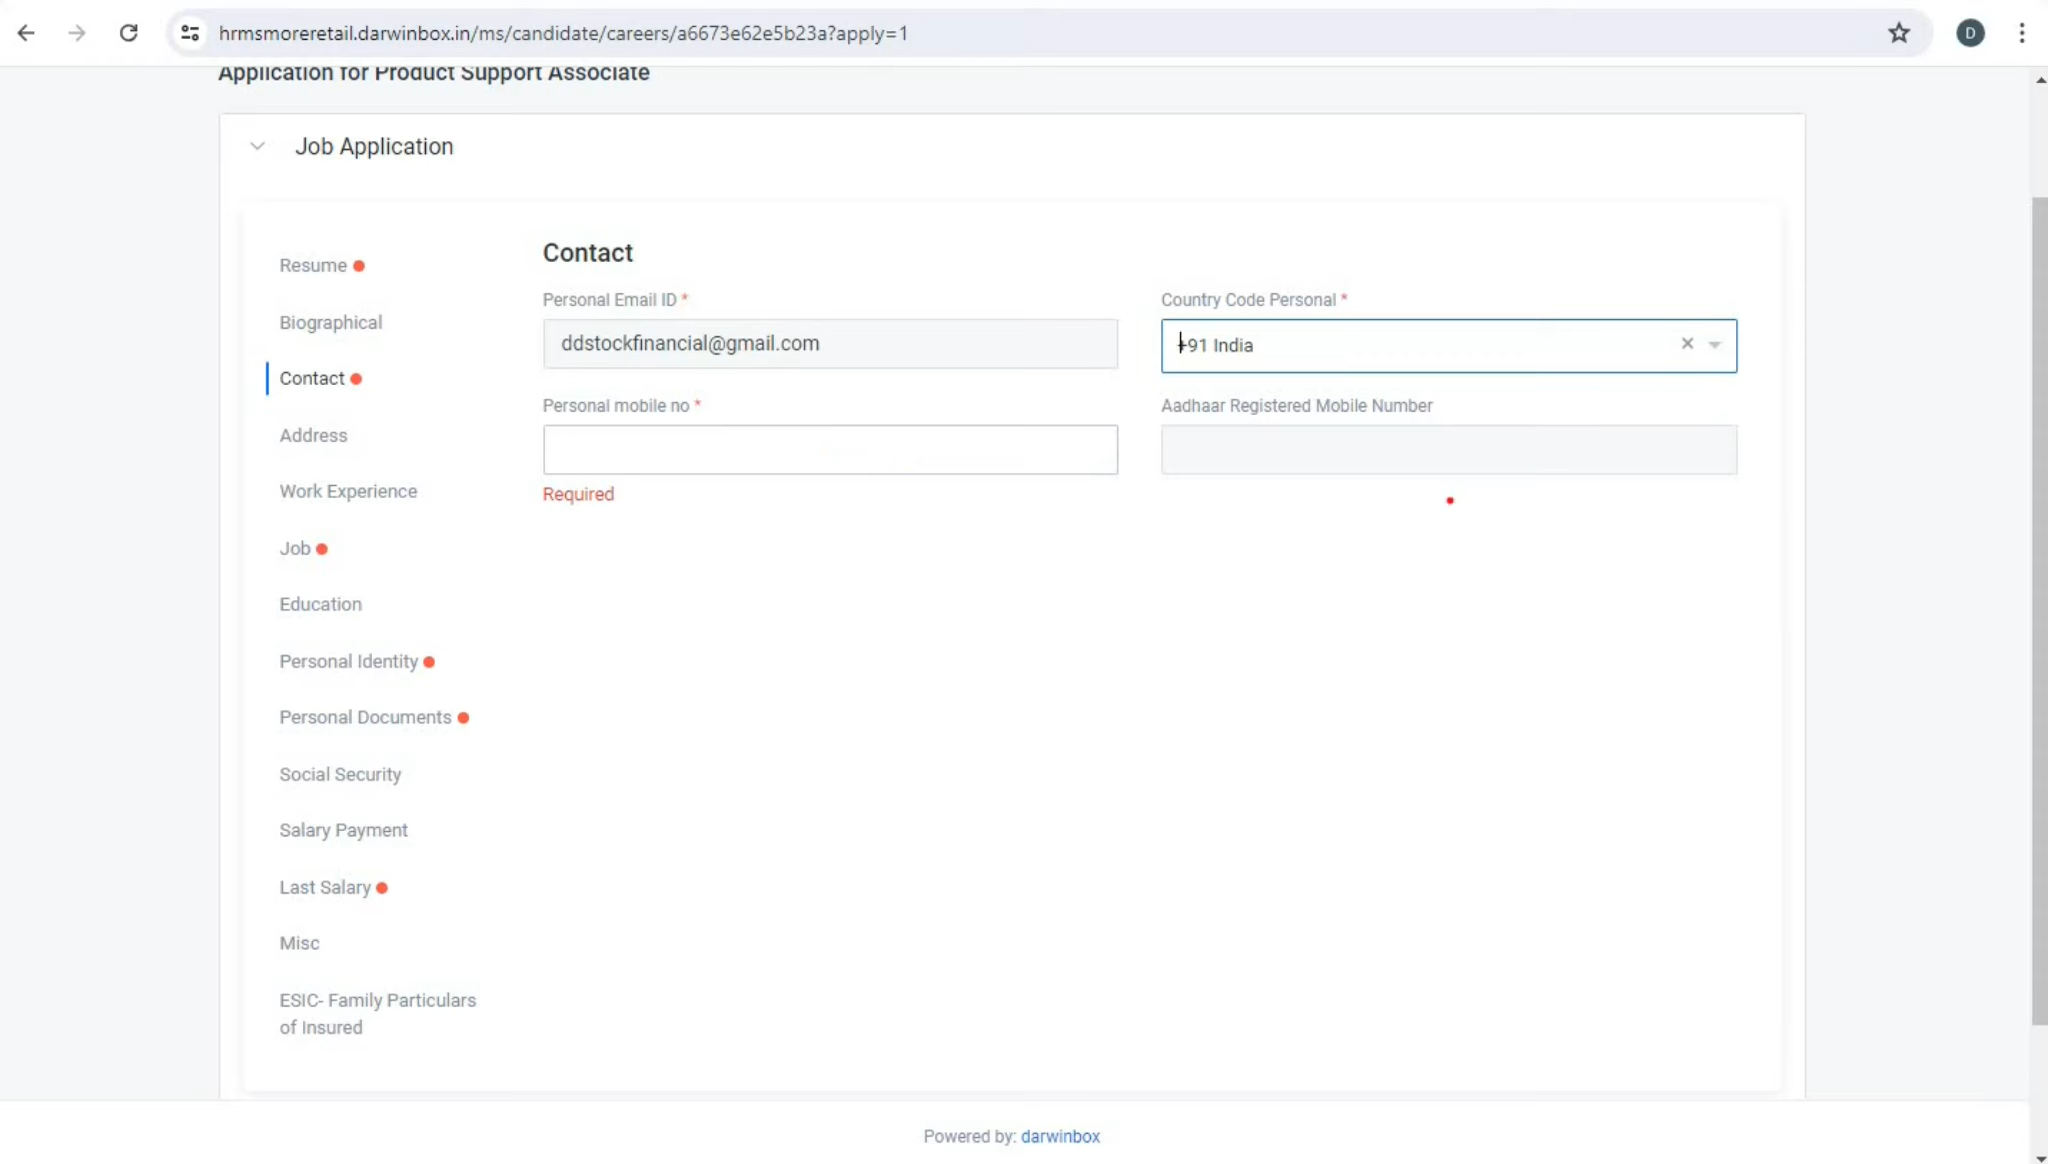 hrmsmoreretail.darwinbox.in/ms/candidate/careers/a6673e62e5b23a?apply=1
D
Application for Product Support Associate
Job Application
Resume
Biographical
Contact
Address
Work Experience
Job
Education
Personal Identity
Personal Documents
Social Security
Salary Payment
Last Salary
Misc
ESIC- Family Particulars
of Insured
Contact
Personal Email ID *
ddstockfinancial@gmail.com
Country Code Personal *
+91 India
Personal mobile no *
Required
Aadhaar Registered Mobile Number
Powered by: darwinbox